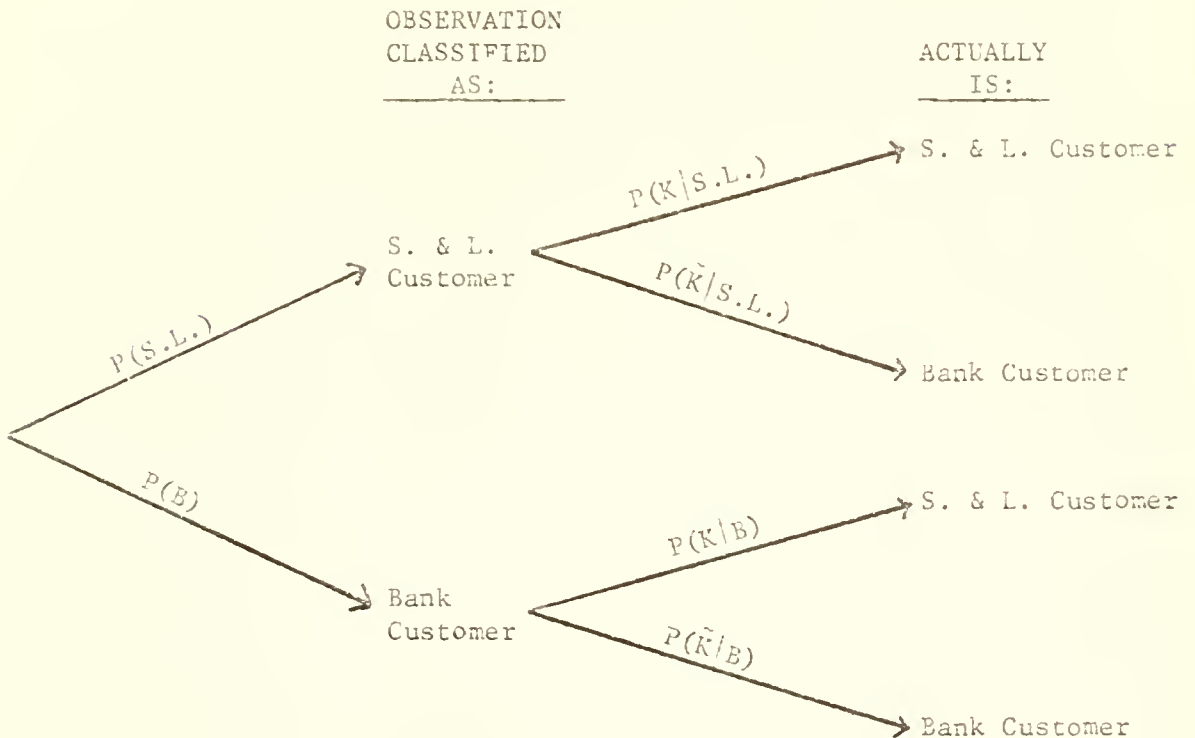 OBSERVATION
CLASSIFIED
AS:
ACTUALLY
IS:
S. & L. Customer
P(K|S.L.)
S. & L.
Customer
P(K̃|S.L.)
P(S.L.)
Bank Customer
P(B)
S. & L. Customer
P(K|B)
Bank
Customer
P(K̃|B)
Bank Customer